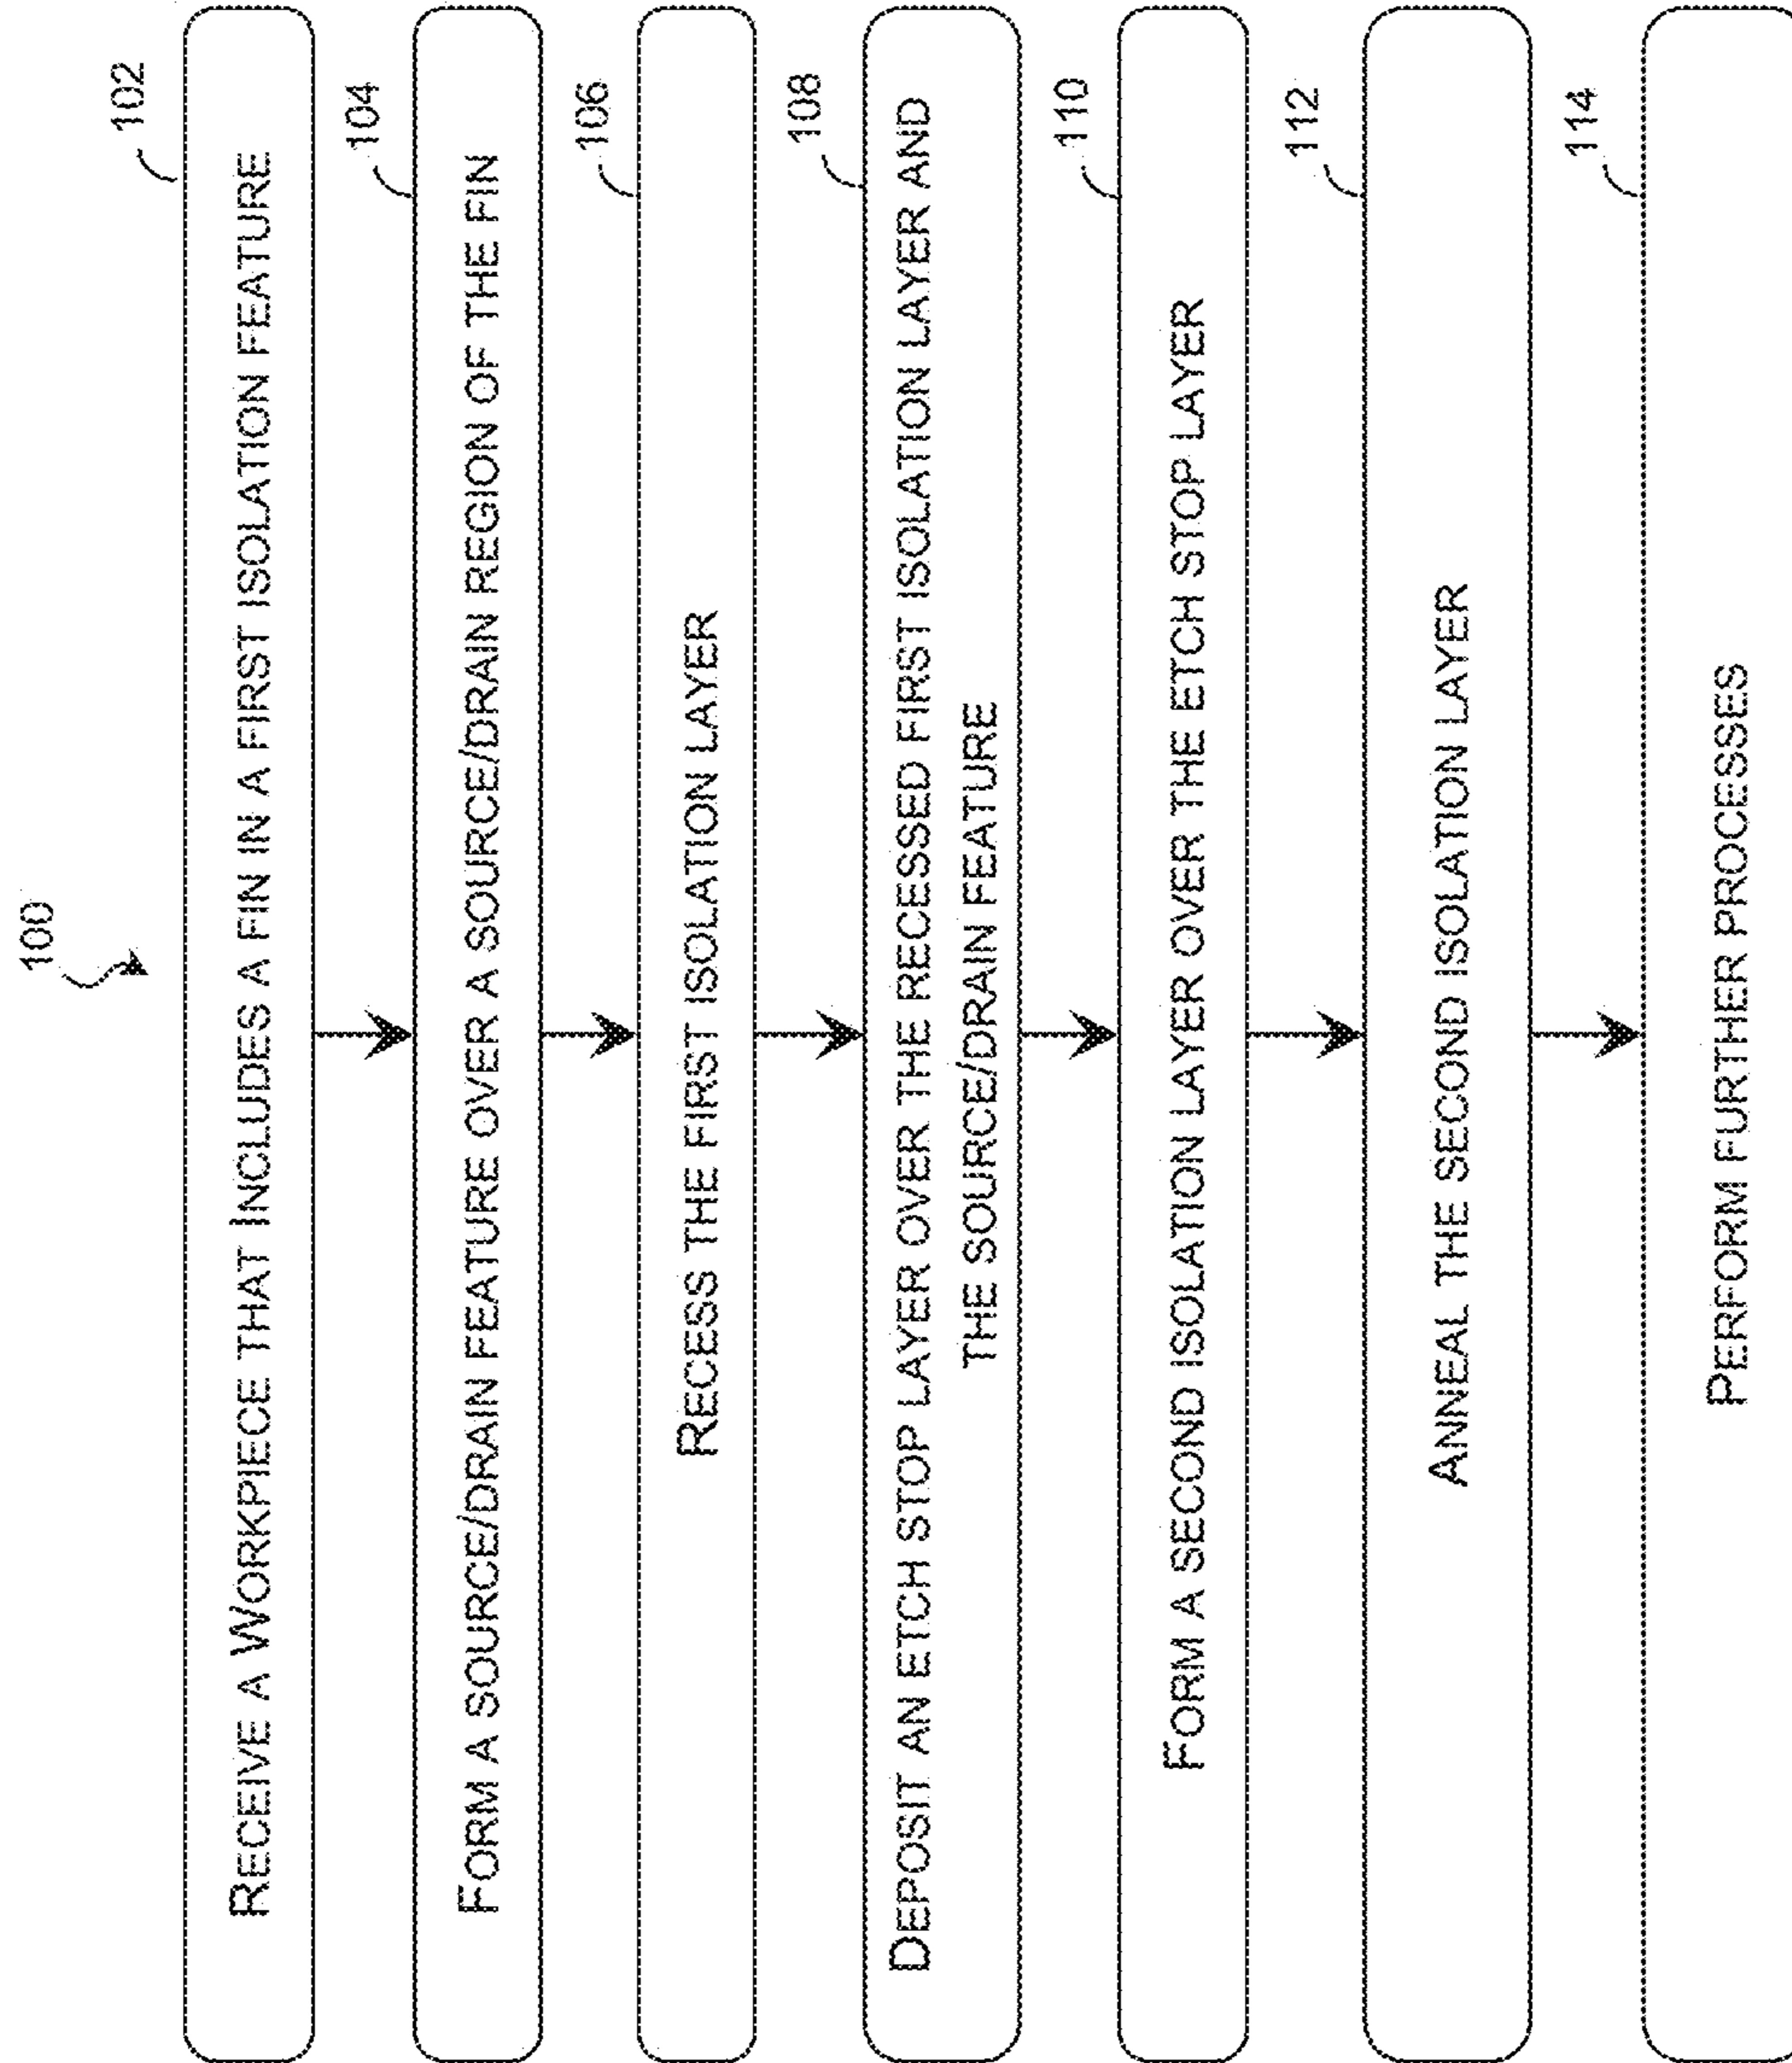 100
102
RECEIVE A WORKPIECE THAT INCLUDES A FIN IN A FIRST ISOLATION FEATURE
104
FORM A SOURCE/DRAIN FEATURE OVER A SOURCE/DRAIN REGION OF THE FIN
106
RECESS THE FIRST ISOLATION LAYER
108
DEPOSIT AN ETCH STOP LAYER OVER THE RECESSED FIRST ISOLATION LAYER AND
THE SOURCE/DRAIN FEATURE
110
FORM A SECOND ISOLATION LAYER OVER THE ETCH STOP LAYER
112
ANNEAL THE SECOND ISOLATION LAYER
114
PERFORM FURTHER PROCESSES